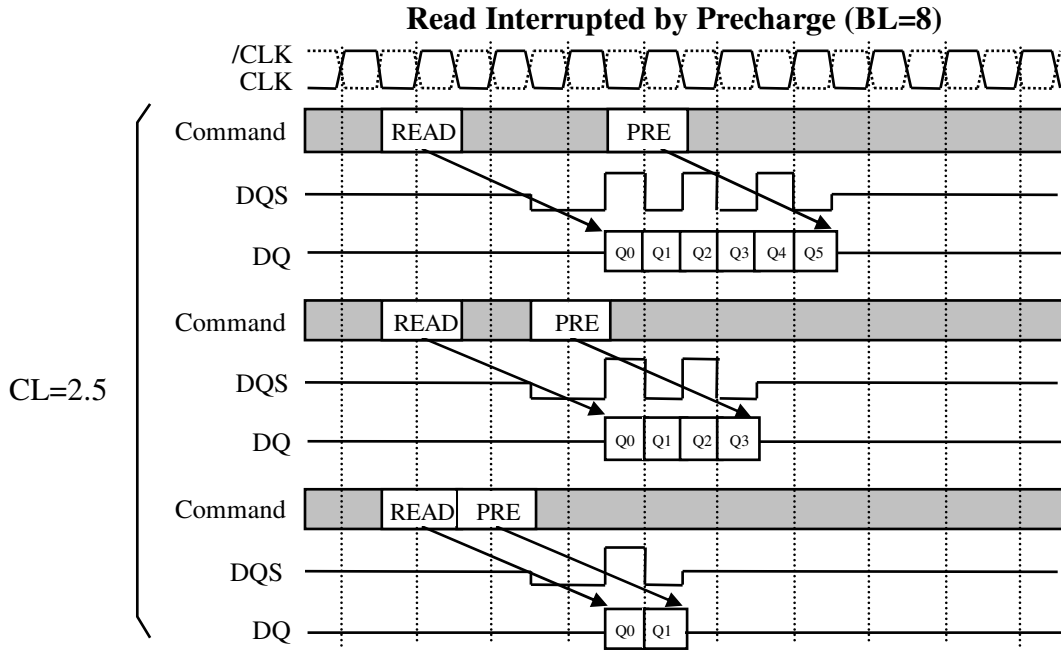 Read Interrupted by Precharge (BL=8)
/CLK
CLK
Command READ PRE
DQS
DQ Q0 Q1 Q2 Q3 Q4 Q5
Command READ PRE
DQS
CL=2.5
DQ Q0 Q1 Q2 Q3
Command READ PRE
DQS
DQ Q0 Q1